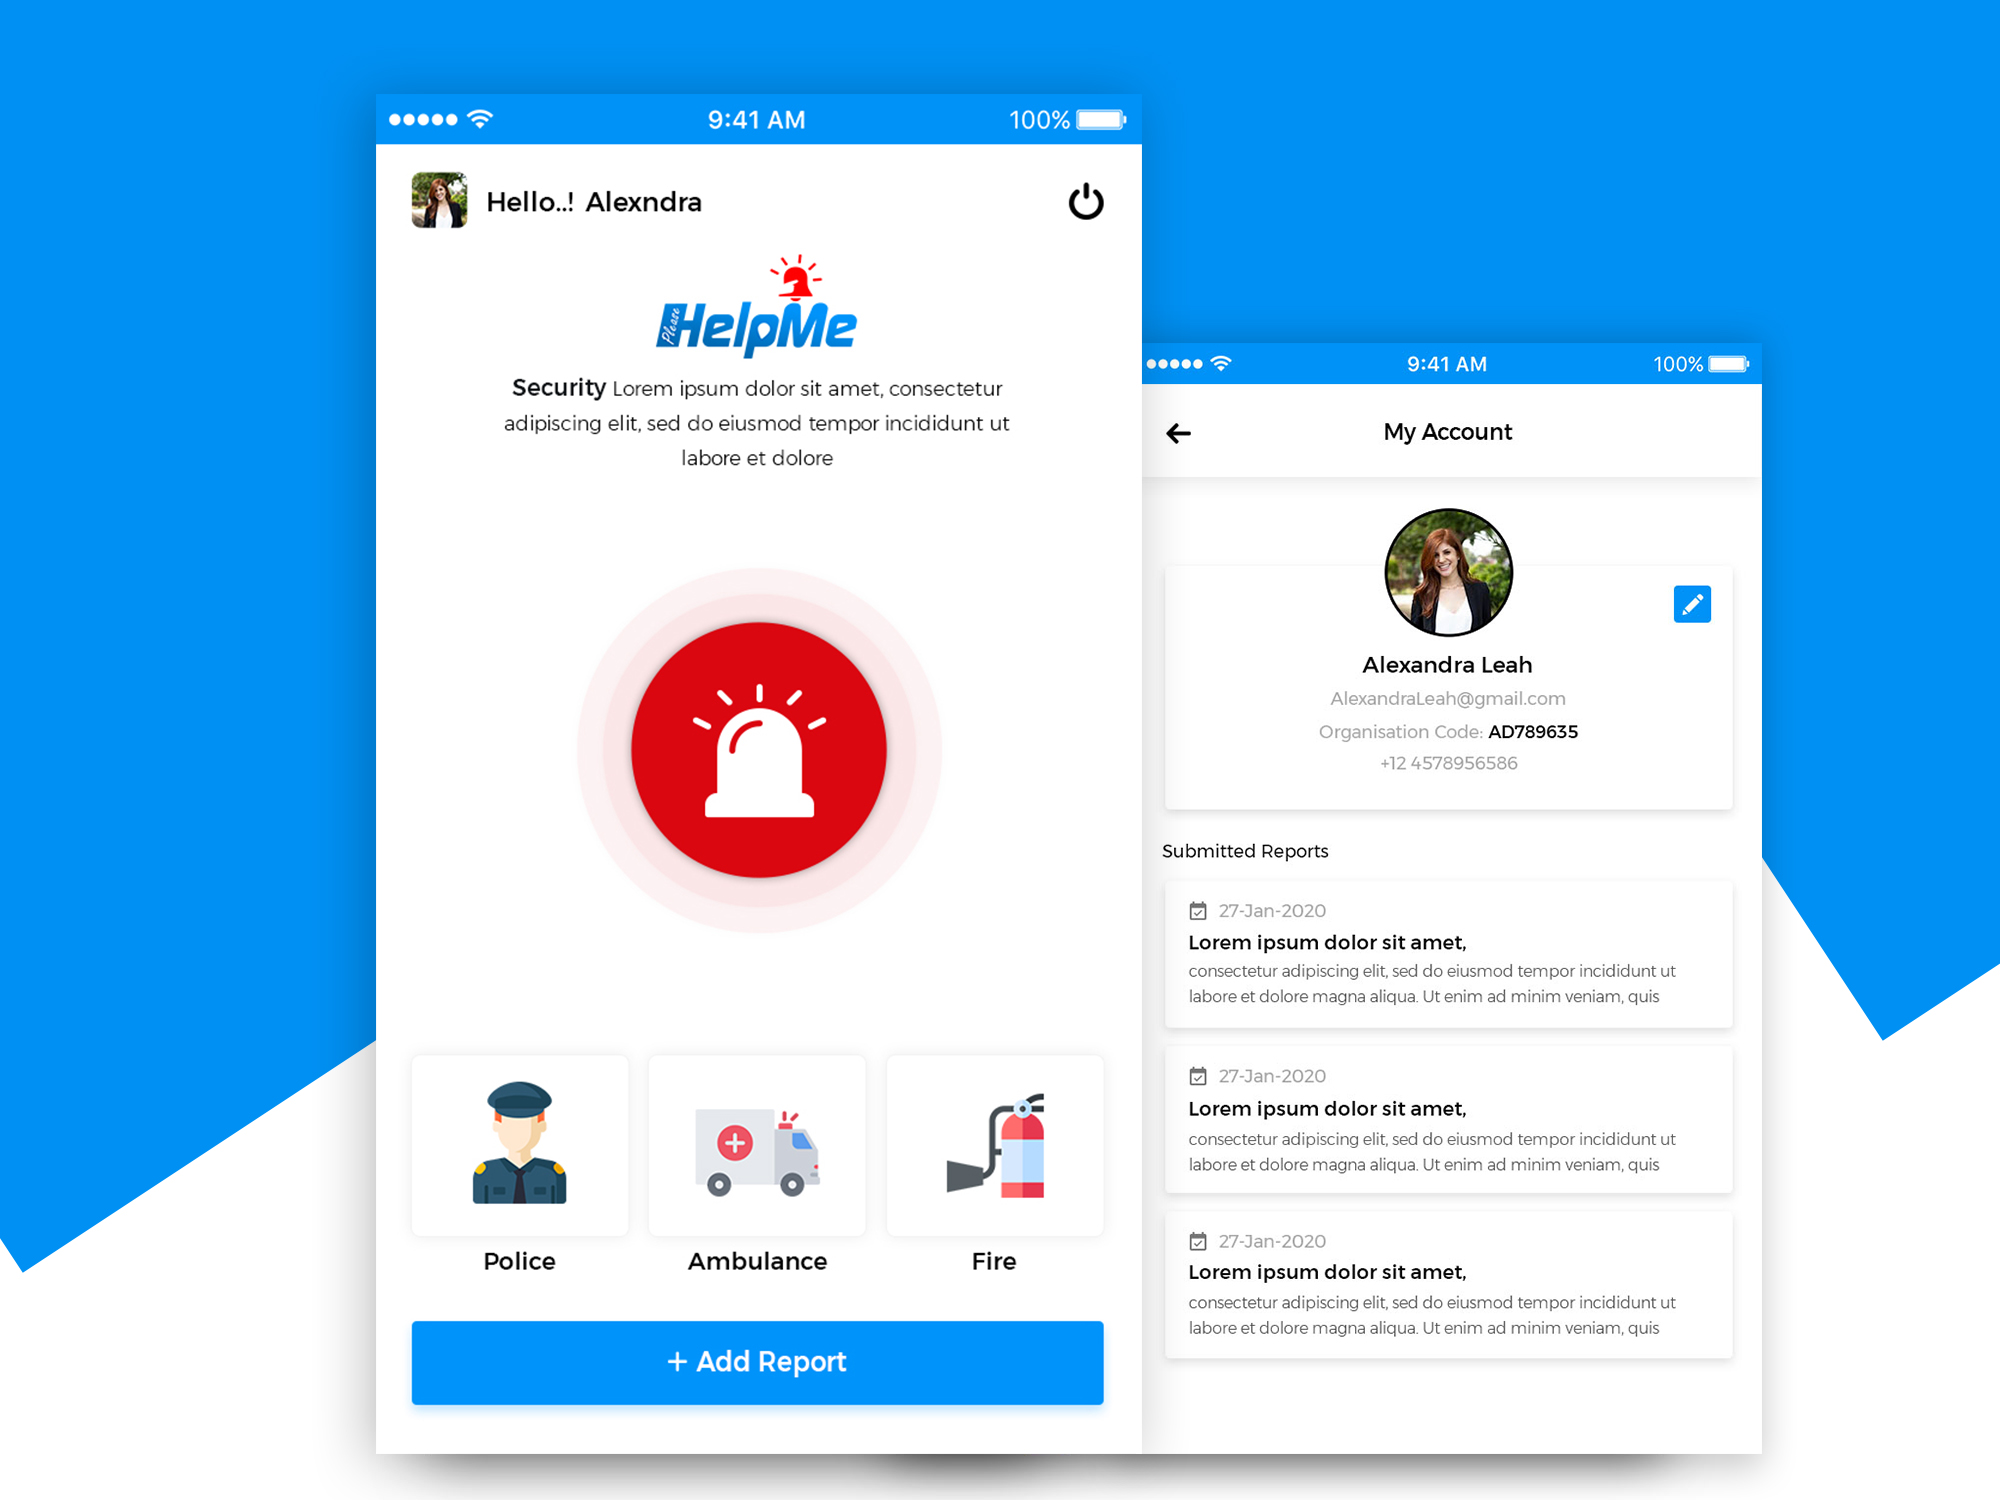 9:41 AM
100%
Hello..! Alexndra
Please HelpMe
Security Lorem ipsum dolor sit amet, consectetur
adipiscing elit, sed do eiusmod tempor incididunt ut
labore et dolore
Police
Ambulance
Fire
+ Add Report
9:41 AM
100%
My Account
Alexandra Leah
AlexandraLeah@gmail.com
Organisation Code: AD789635
+12 4578956586
Submitted Reports
27-Jan-2020
Lorem ipsum dolor sit amet,
consectetur adipiscing elit, sed do eiusmod tempor incididunt ut
labore et dolore magna aliqua. Ut enim ad minim veniam, quis
27-Jan-2020
Lorem ipsum dolor sit amet,
consectetur adipiscing elit, sed do eiusmod tempor incididunt ut
labore et dolore magna aliqua. Ut enim ad minim veniam, quis
27-Jan-2020
Lorem ipsum dolor sit amet,
consectetur adipiscing elit, sed do eiusmod tempor incididunt ut
labore et dolore magna aliqua. Ut enim ad minim veniam, quis